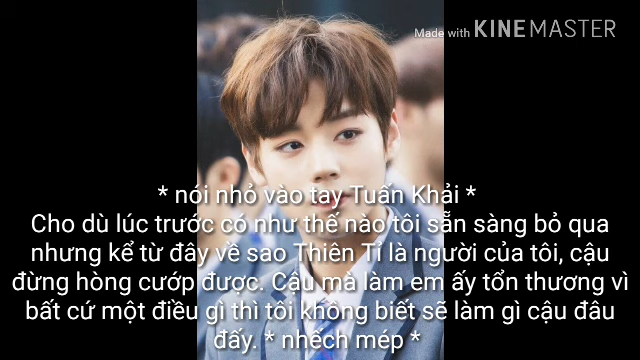 Made with KINEMASTER
* nói nhỏ vào tay Tuấn Khải *
Cho dù lúc trước có như thế nào tôi sẵn sàng bỏ qua
nhưng kể từ đây về sao Thiên Tỉ là người của tôi, cậu
đừng hòng cướp được. Cậu mà làm em ấy tổn thương vì
bất cứ một điều gì thì tôi không biết sẽ làm gì cậu đâu
đấy. * nhếch mép *